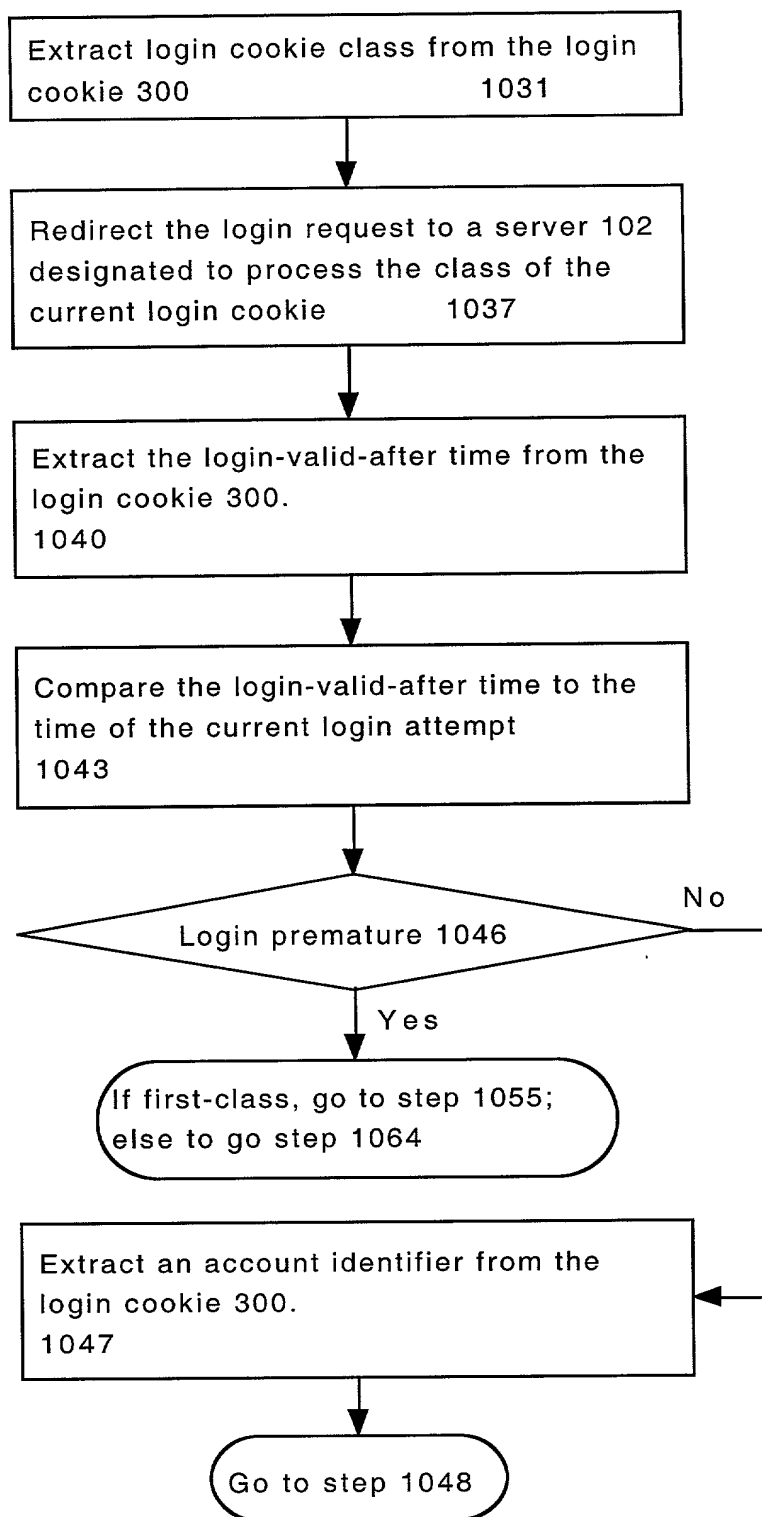 Extract login cookie class from the login
cookie 300 1031
Redirect the login request to a server 102
designated to process the class of the
current login cookie 1037
Extract the login-valid-after time from the
login cookie 300.
1040
Compare the login-valid-after time to the
time of the current login attempt
1043
No
Login premature 1046
Yes
If first-class, go to step 1055;
else to go step 1064
Extract an account identifier from the
login cookie 300.
1047
Go to step 1048